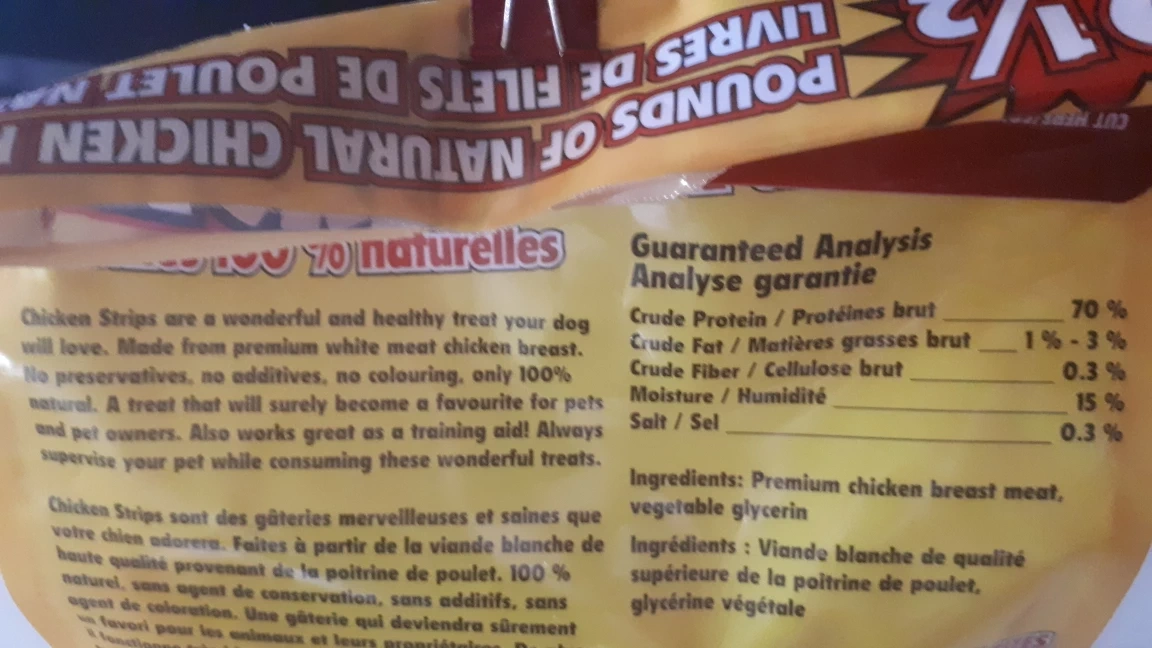 2 1/2
POUNDS OF NATURAL CHICKEN
LIVRES DE FILETS DE POULET
CUT HERE
100 % naturelles
Chicken Strips are a wonderful and healthy treat your dog
will love. Made from premium white meat chicken breast.
No preservatives, no additives, no colouring, only 100%
natural. A treat that will surely become a favourite for pets
and pet owners. Also works great as a training aid! Always
supervise your pet while consuming these wonderful treats.
Chicken Strips sont des gâteries merveilleuses et saines que
votre chien adorera. Faites à partir de la viande blanche de
haute qualité provenant de la poitrine de poulet. 100 %
naturel, sans agent de conservation, sans additifs, sans
agent de coloration. Une gâterie qui deviendra sûrement
un favori pour les animaux et leurs propriétaires.
Guaranteed Analysis
Analyse garantie
Crude Protein / Protéines brut 70 %
Crude Fat / Matières grasses brut 1 % - 3 %
Crude Fiber / Cellulose brut 0.3 %
Moisture / Humidité 15 %
Salt / Sel 0.3 %
Ingredients: Premium chicken breast meat,
vegetable glycerin
Ingrédients : Viande blanche de qualité
supérieure de la poitrine de poulet,
glycérine végétale